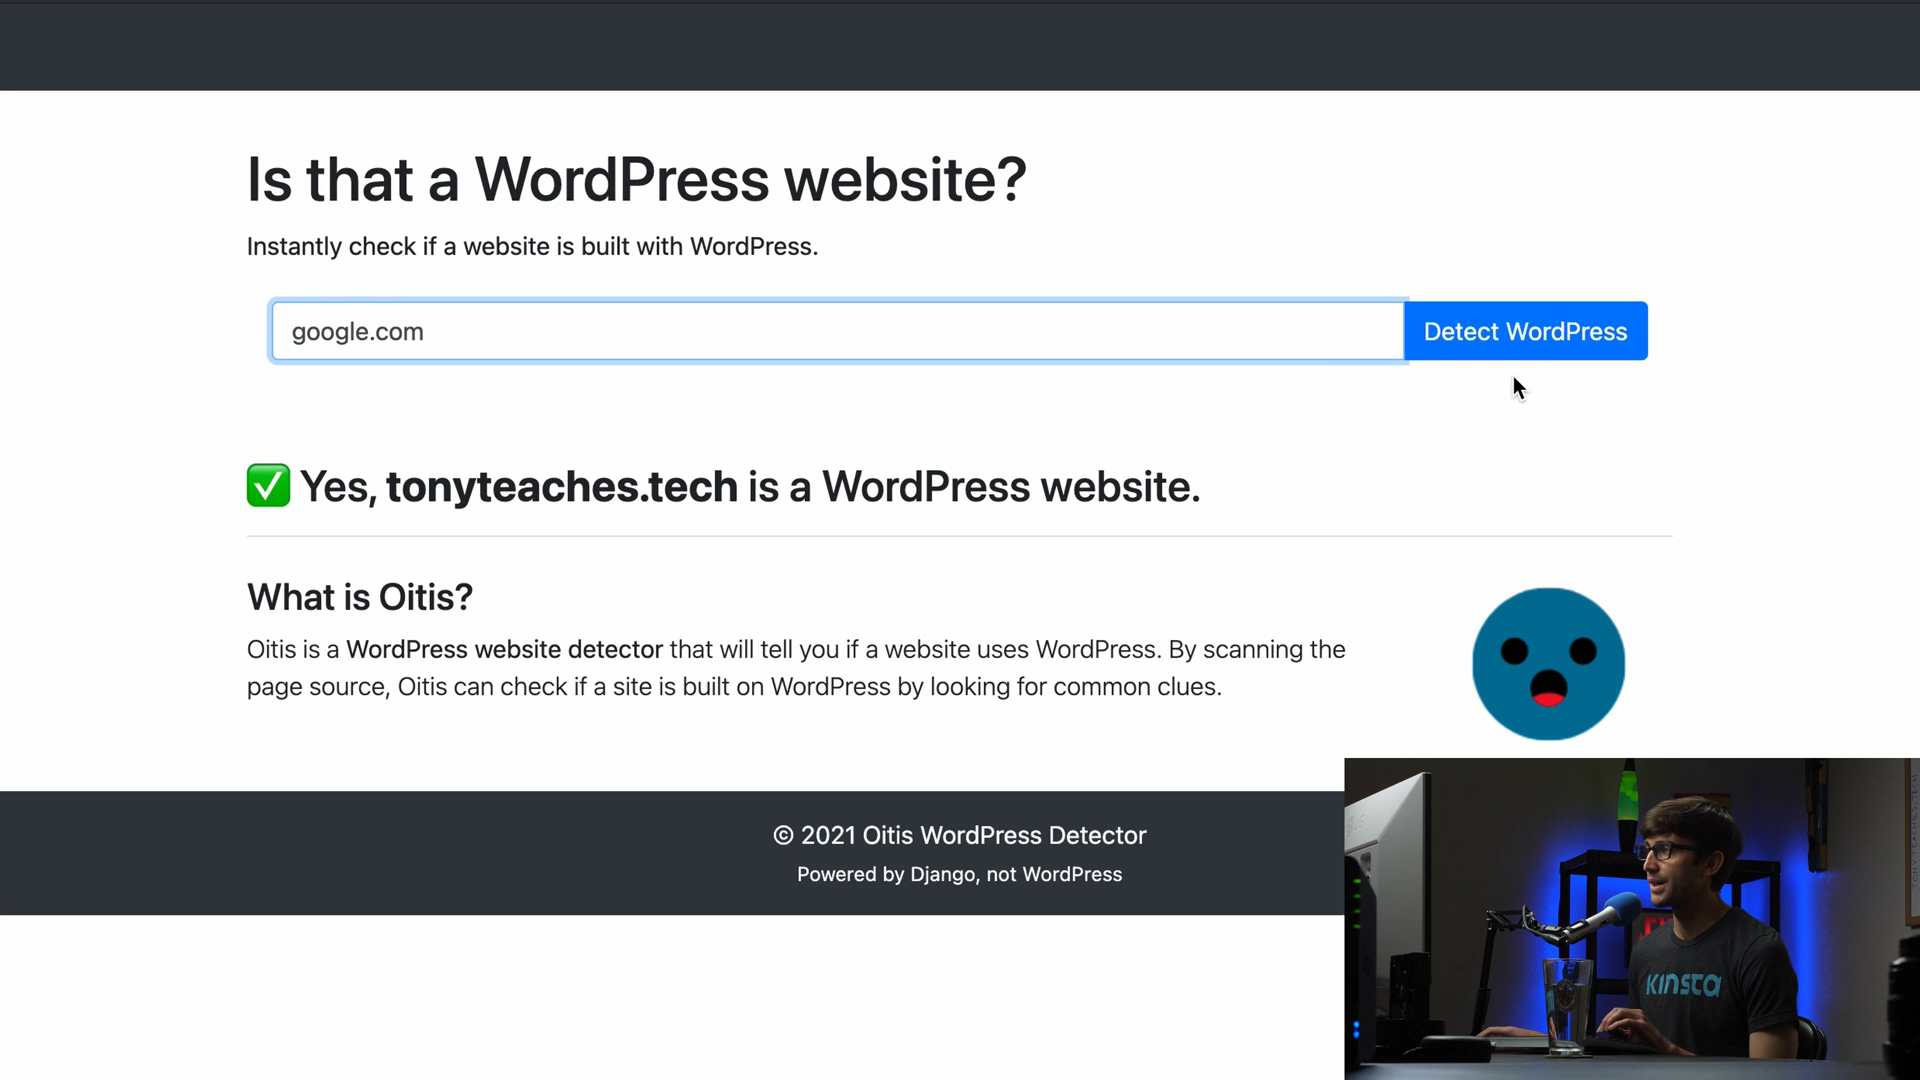 Is that a WordPress website?
Instantly check if a website is built with WordPress.
google.com
Detect WordPress
✅ Yes, tonyteaches.tech is a WordPress website.
What is Oitis?
Oitis is a WordPress website detector that will tell you if a website uses WordPress. By scanning the
page source, Oitis can check if a site is built on WordPress by looking for common clues.
© 2021 Oitis WordPress Detector
Powered by Django, not WordPress
KINSTA